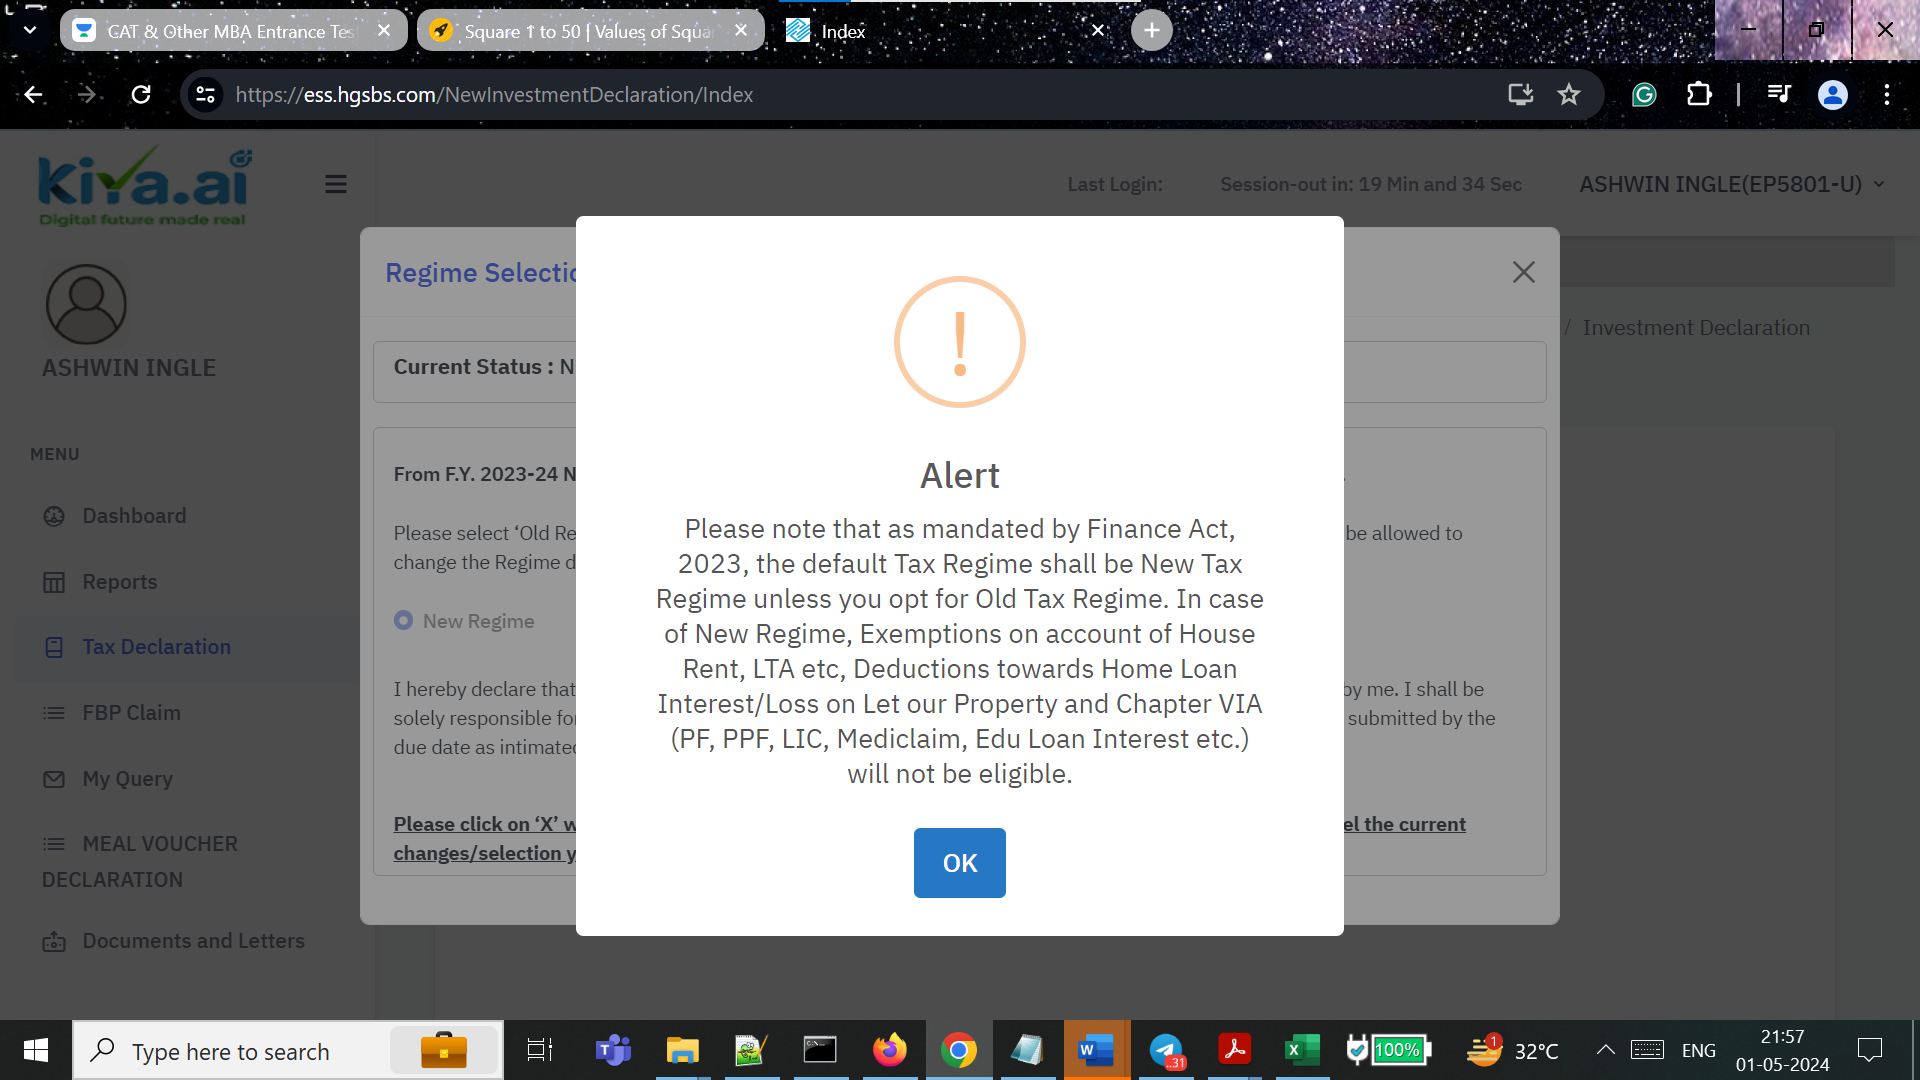 CAT & Other MBA Entrance Tes
Square 1 to 50 | Values of Squa
Index
https://ess.hgsbs.com/NewInvestmentDeclaration/Index
kiya.ai
Digital future made real
Last Login:
Session-out in: 19 Min and 34 Sec
ASHWIN INGLE(EP5801-U)
ASHWIN INGLE
MENU
Dashboard
Reports
Tax Declaration
FBP Claim
My Query
MEAL VOUCHER
DECLARATION
Documents and Letters
/ Investment Declaration
Regime Selectio
Current Status : N
From F.Y. 2023-24 N
Please select ‘Old Re
be allowed to
change the Regime d
New Regime
I hereby declare that
by me. I shall be
solely responsible fo
submitted by the
due date as intimated
Please click on ‘X’ w
el the current
changes/selection y
!
Alert
Please note that as mandated by Finance Act,
2023, the default Tax Regime shall be New Tax
Regime unless you opt for Old Tax Regime. In case
of New Regime, Exemptions on account of House
Rent, LTA etc, Deductions towards Home Loan
Interest/Loss on Let our Property and Chapter VIA
(PF, PPF, LIC, Mediclaim, Edu Loan Interest etc.)
will not be eligible.
OK
Type here to search
..31
100%
1
32°C
ENG
21:57
01-05-2024